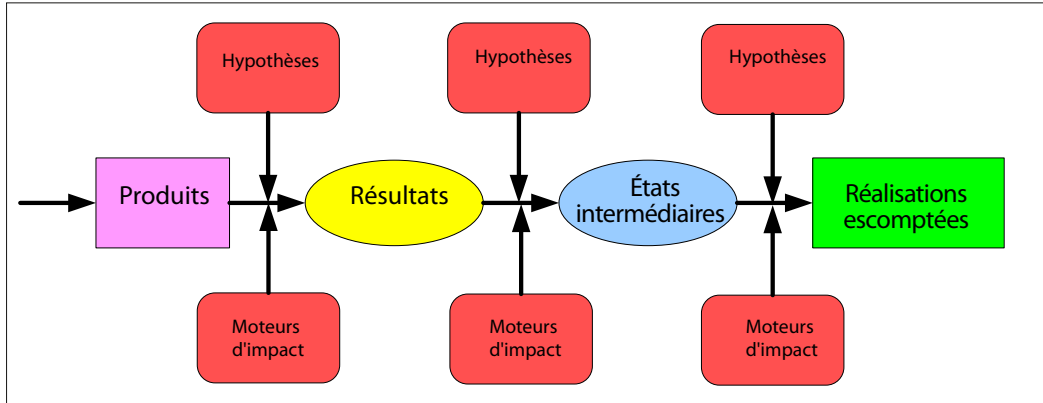 Hypothèses
Hypothèses
Hypothèses
Produits
Résultats
États
intermédiaires
Réalisations
escomptées
Moteurs
d'impact
Moteurs
d'impact
Moteurs
d'impact